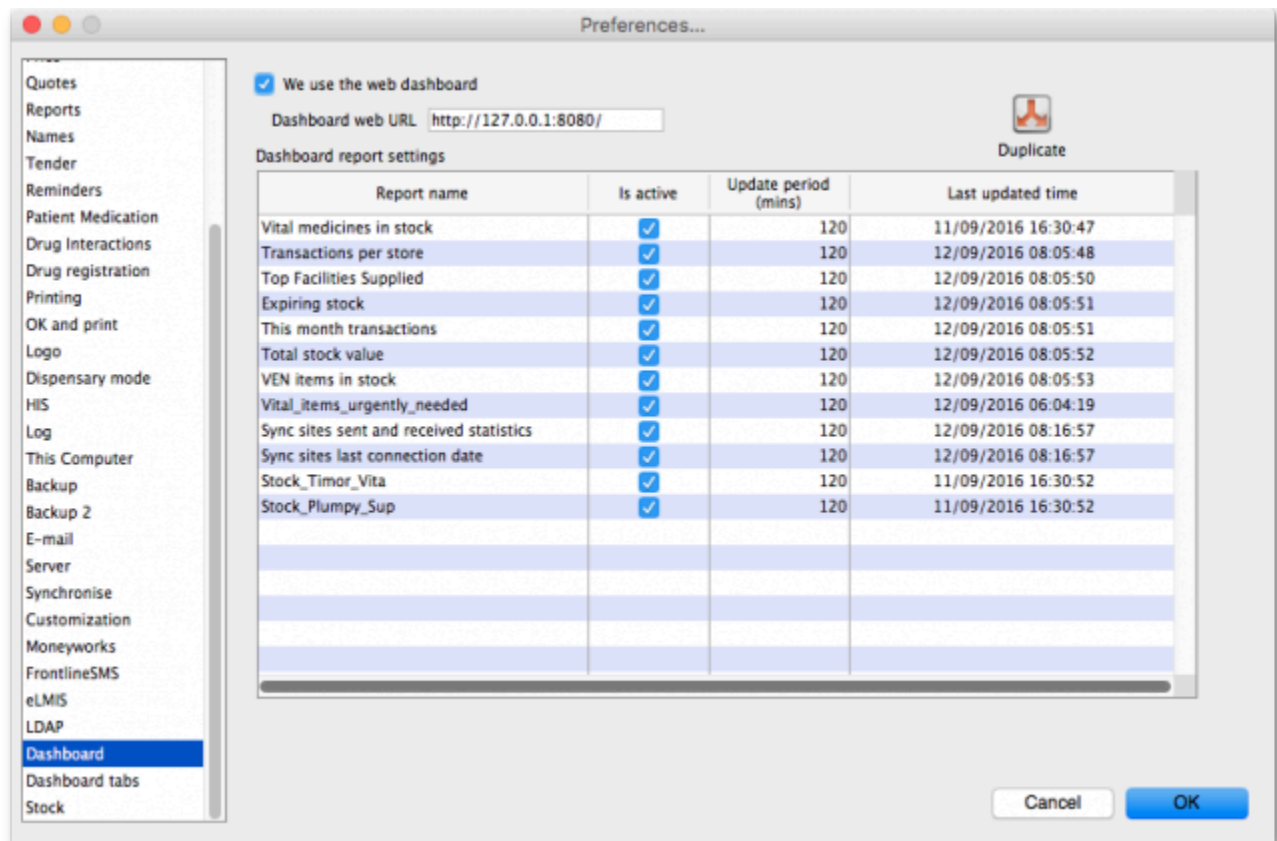 Preferences...
Quotes
Reports
Names
Tender
Reminders
Patient Medication
Drug Interactions
Drug registration
Printing
OK and print
Logo
Dispensary mode
HIS
Log
This Computer
Backup
Backup 2
E-mail
Server
Synchronise
Customization
Moneyworks
FrontlineSMS
eLMIS
LDAP
Dashboard
Dashboard tabs
Stock
We use the web dashboard
Dashboard web URL http://127.0.0.1:8080/
Duplicate
Dashboard report settings
Report name Is active Update period (mins) Last updated time
Vital medicines in stock 120 11/09/2016 16:30:47
Transactions per store 120 12/09/2016 08:05:48
Top Facilities Supplied 120 12/09/2016 08:05:50
Expiring stock 120 12/09/2016 08:05:51
This month transactions 120 12/09/2016 08:05:51
Total stock value 120 12/09/2016 08:05:52
VEN items in stock 120 12/09/2016 08:05:53
Vital_items_urgently_needed 120 12/09/2016 06:04:19
Sync sites sent and received statistics 120 12/09/2016 08:16:57
Sync sites last connection date 120 12/09/2016 08:16:57
Stock_Timor_Vita 120 11/09/2016 16:30:52
Stock_Plumpy_Sup 120 11/09/2016 16:30:52
Cancel OK